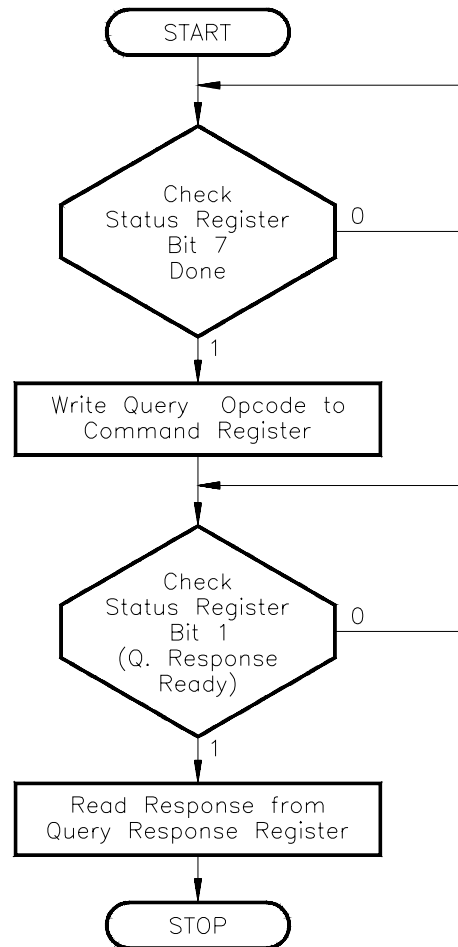 START
Check
Status Register
Bit 7
Done
0
1
Write Query Opcode to
Command Register
Check
Status Register
Bit 1
(Q. Response
Ready)
0
1
Read Response from
Query Response Register
STOP